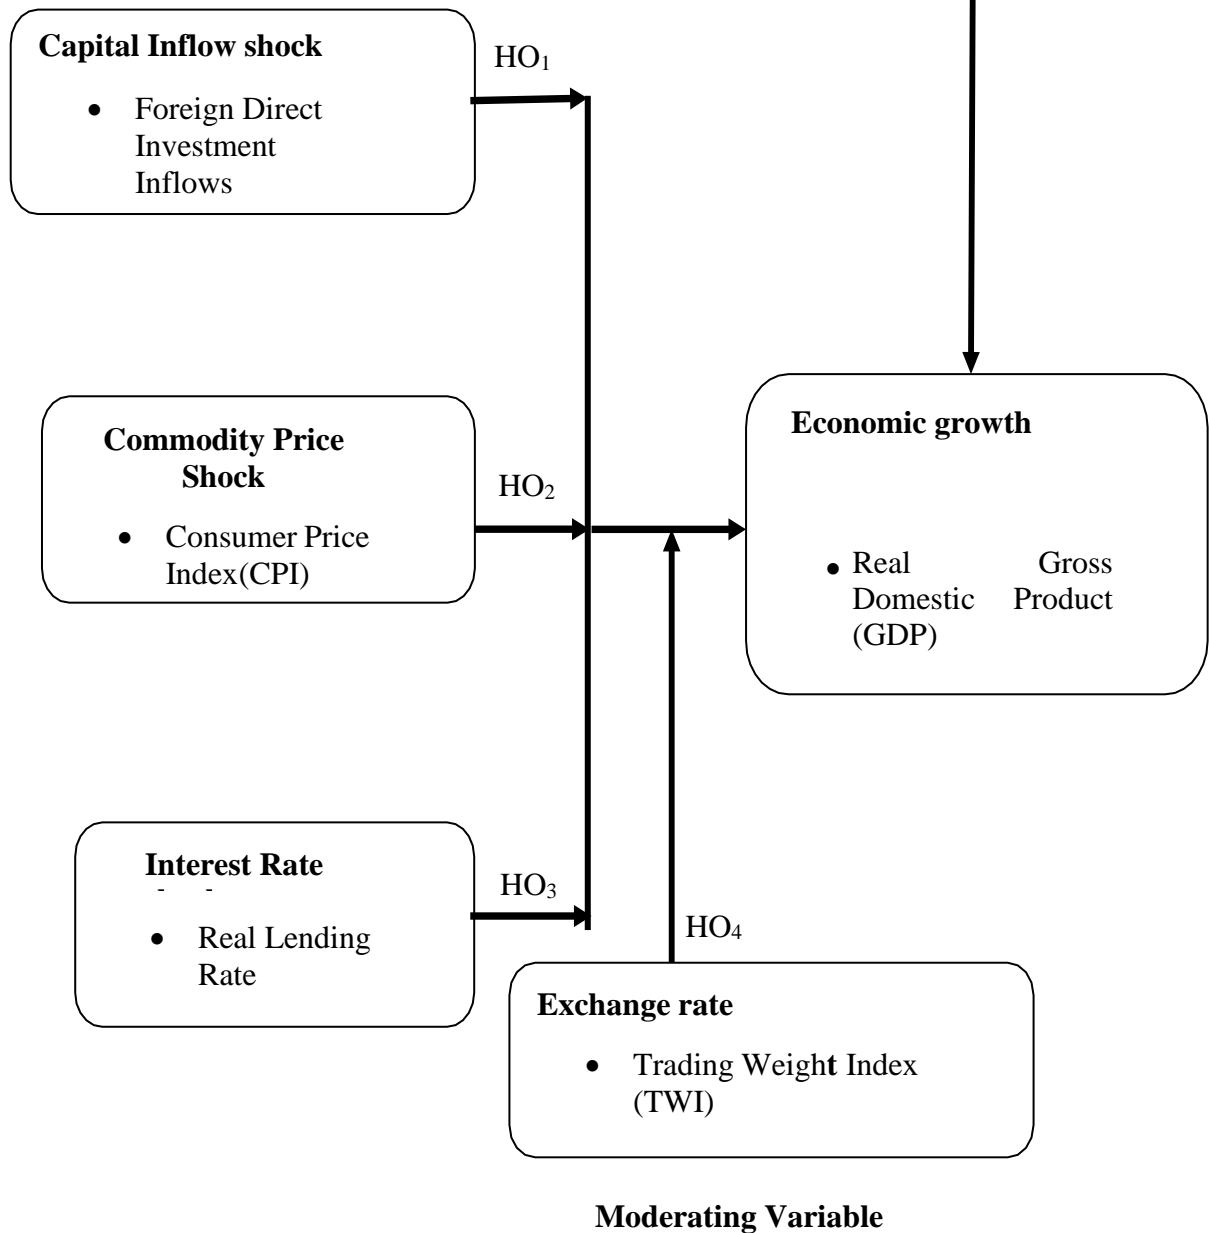 Capital Inflow shock
• Foreign Direct
Investment
Inflows
HO₁
Commodity Price
Shock
• Consumer Price
Index(CPI)
HO₂
Economic growth
• Real Gross
Domestic Product
(GDP)
Interest Rate
• Real Lending
Rate
HO₃
HO₄
Exchange rate
• Trading Weight Index
(TWI)
Moderating Variable